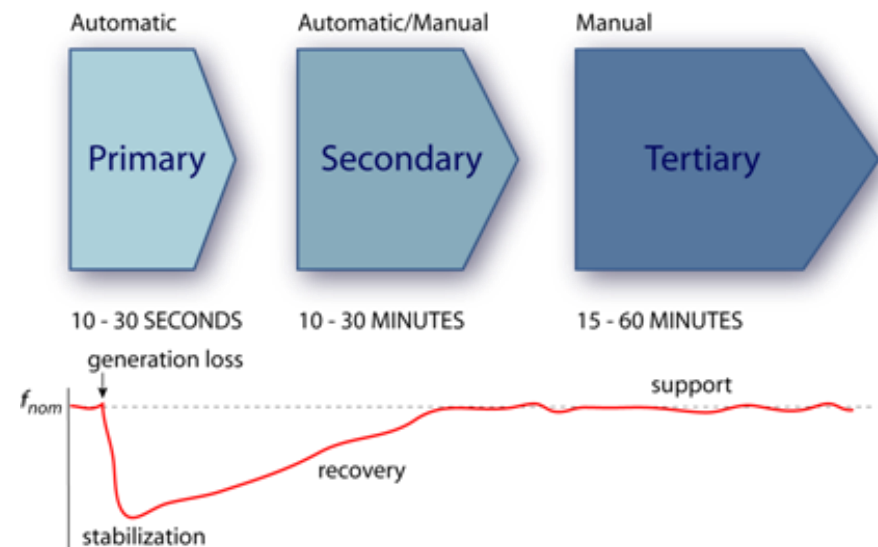 Automatic
Automatic/Manual
Manual
Primary
Secondary
Tertiary
10 - 30 SECONDS
10 - 30 MINUTES
15 - 60 MINUTES
generation loss
fnom
support
recovery
stabilization